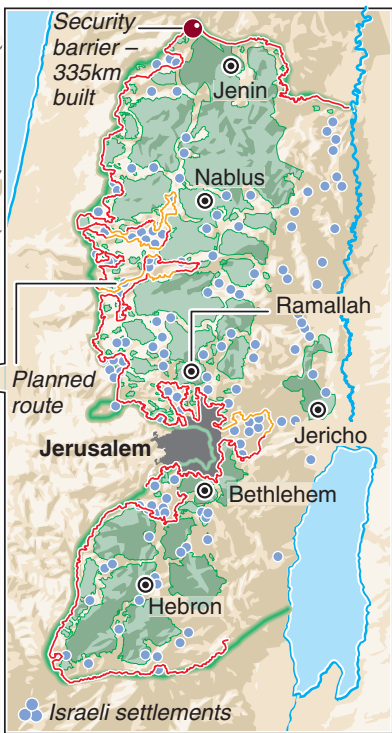 Security
barrier –
335km
built
Jenin
Nablus
Ramallah
Planned
route
Jericho
Jerusalem
Bethlehem
Hebron
Israeli settlements